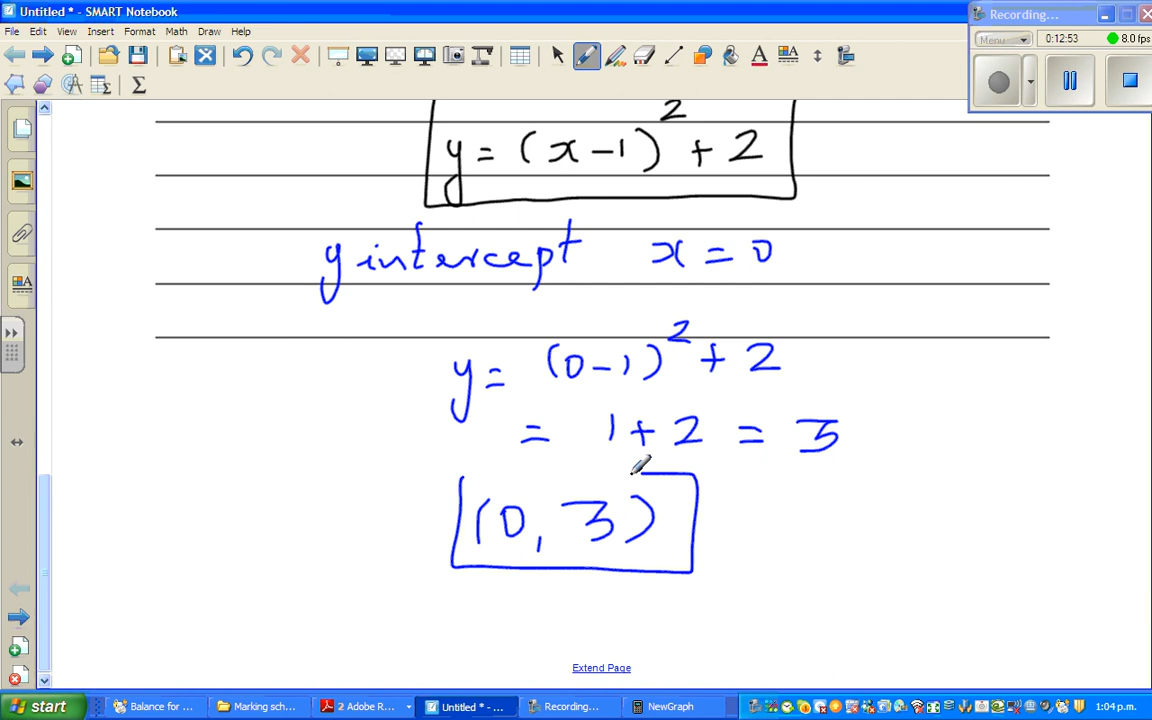 Untitled * - SMART Notebook
Recording...
File Edit View Insert Format Math Draw Help
Menu
0:12:53
8.0 fps
y = (x - 1)² + 2
y intercept x = 0
y = (0 - 1)² + 2
= 1 + 2 = 3
(0, 3)
Extend Page
start
Balance for ...
Marking sch...
2 Adobe R...
Untitled * - ...
Recording...
NewGraph
1:04 pm